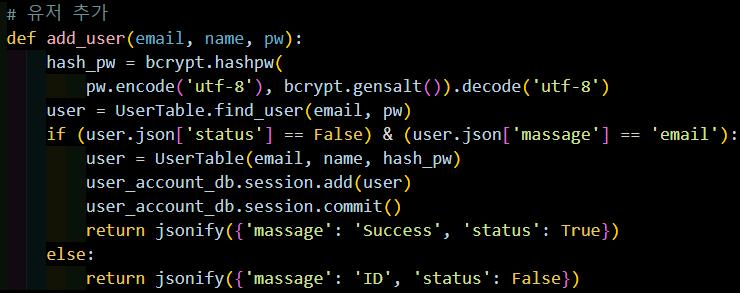 # 유저 추가
def add_user(email, name, pw):
    hash_pw = bcrypt.hashpw(
        pw.encode('utf-8'), bcrypt.gensalt()).decode('utf-8')
    user = UserTable.find_user(email, pw)
    if (user.json['status'] == False) & (user.json['massage'] == 'email'):
        user = UserTable(email, name, hash_pw)
        user_account_db.session.add(user)
        user_account_db.session.commit()
        return jsonify({'massage': 'Success', 'status': True})
    else:
        return jsonify({'massage': 'ID', 'status': False})